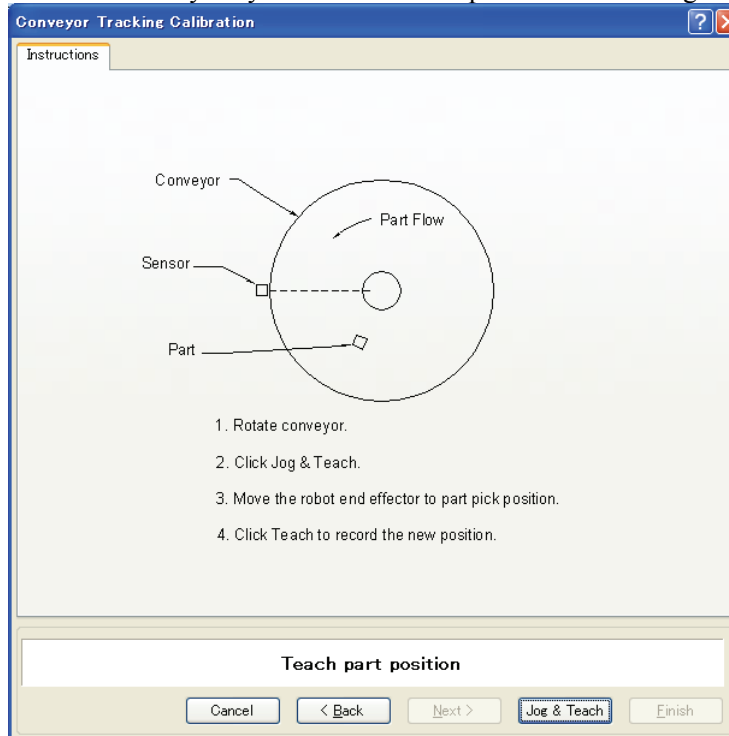 Conveyor Tracking Calibration
Instructions
Conveyor
Part Flow
Sensor
Part
1. Rotate conveyor.
2. Click Jog & Teach.
3. Move the robot end effector to part pick position.
4. Click Teach to record the new position.
Teach part position
Cancel < Back Next > Jog & Teach Finish